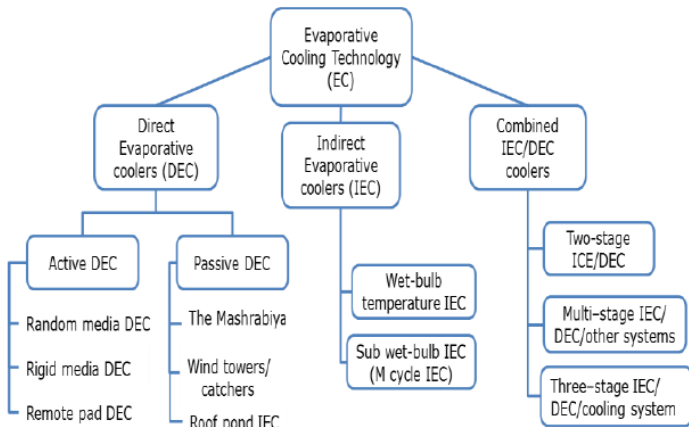 Evaporative
Cooling Technology
(EC)
Direct
Evaporative
coolers (DEC)
Indirect
Evaporative
coolers (IEC)
Combined
IEC/DEC
coolers
Active DEC
Passive DEC
Random media DEC
Rigid media DEC
Remote pad DEC
The Mashrabiya
Wind towers/
catchers
Roof pond IEC
Wet-bulb
temperature IEC
Sub wet-bulb IEC
(M cycle IEC)
Two-stage
ICE/DEC
Multi-stage IEC/
DEC/other systems
Three-stage IEC/
DEC/cooling system